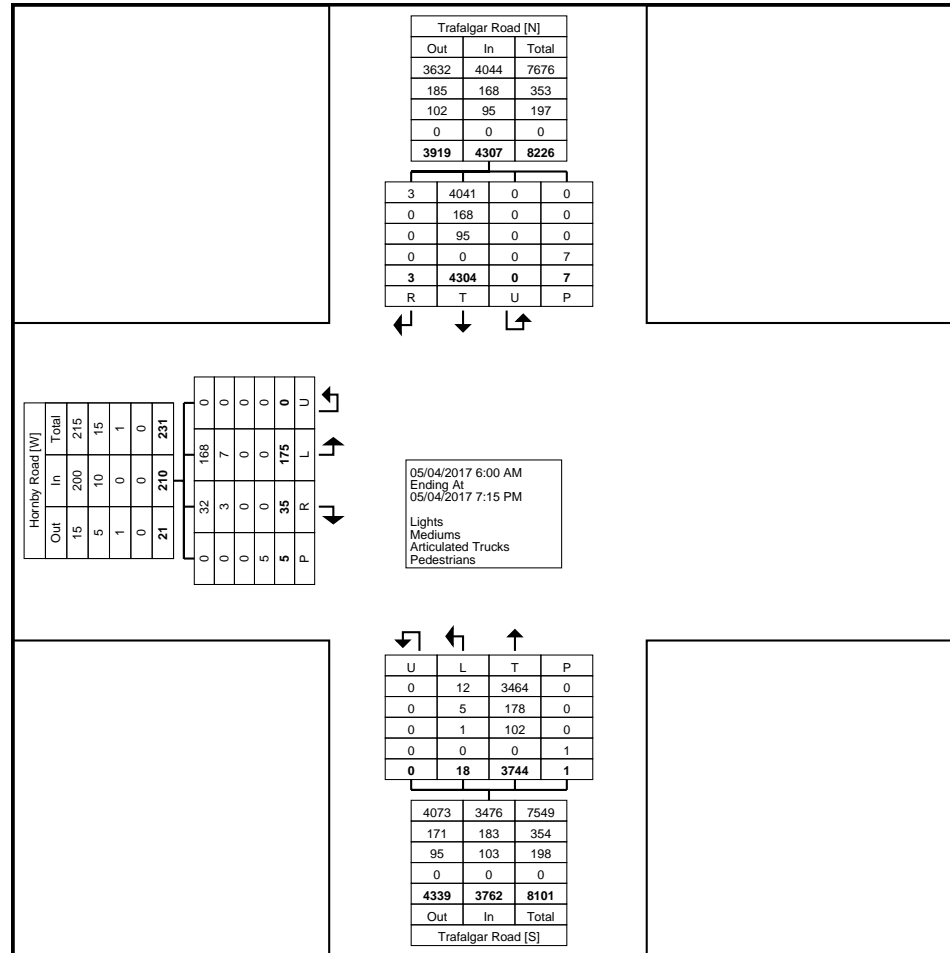 Trafalgar Road [N]
Out In Total
3632 4044 7676
185 168 353
102 95 197
0 0 0
3919 4307 8226
3 4041 0 0
0 168 0 0
0 95 0 0
0 0 0 7
3 4304 0 7
R T U P
Hornby Road [W]
Out In Total
15 200 215
5 10 15
1 0 1
0 0 0
21 210 231
0 32 168 0
0 3 7 0
0 0 0 0
5 0 0 0
5 35 175 0
P R L U
05/04/2017 6:00 AM
Ending At
05/04/2017 7:15 PM
Lights
Mediums
Articulated Trucks
Pedestrians
U L T P
0 12 3464 0
0 5 178 0
0 1 102 0
0 0 0 1
0 18 3744 1
4073 3476 7549
171 183 354
95 103 198
0 0 0
4339 3762 8101
Out In Total
Trafalgar Road [S]